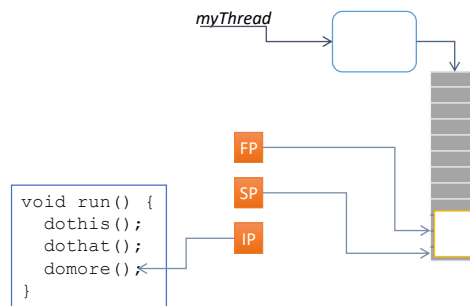 myThread
FP
SP
IP
void run() {
dothis();
dothat();
domore();
}